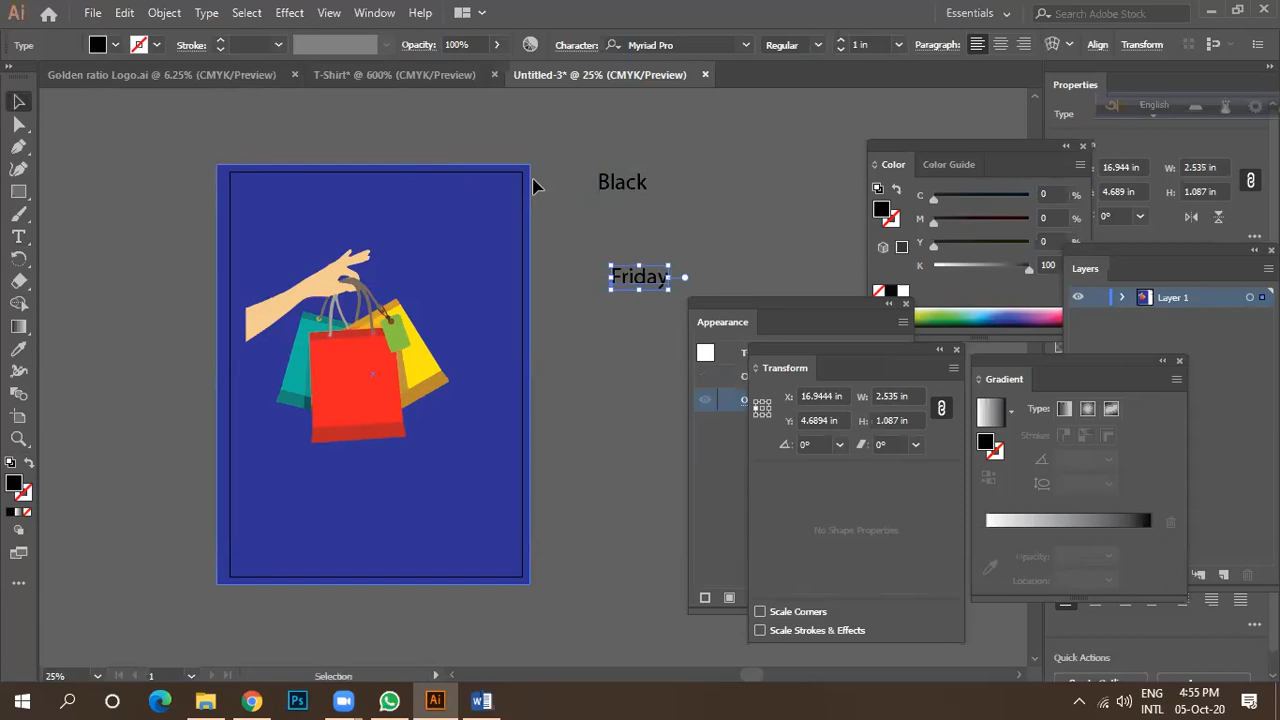 Ai File Edit Object Type Select Effect View Window Help Essentials Search Adobe Stock
Type Stroke: Opacity: 100% Character: Myriad Pro Regular 1 in Paragraph: Align Transform
Golden ratio Logo.ai @ 6.25% (CMYK/Preview) × T-Shirt* @ 600% (CMYK/Preview) × Untitled-3* @ 25% (CMYK/Preview) ×
Properties
English
Type
Black
Friday
Color Color Guide
C 0 %
M 0 %
Y 0 %
K 100
16.944 in W: 2.535 in
4.689 in H: 1.087 in
0°
Layers
Layer 1
Appearance
Transform
X: 16.9444 in W: 2.535 in
Y: 4.6894 in H: 1.087 in
0° 0°
No Shape Properties
Scale Corners
Scale Strokes & Effects
Gradient
Type:
Strokes
Opacity:
Location:
Quick Actions
25% 1 Selection
Ps Ai
ENG
INTL
4:55 PM
05-Oct-20